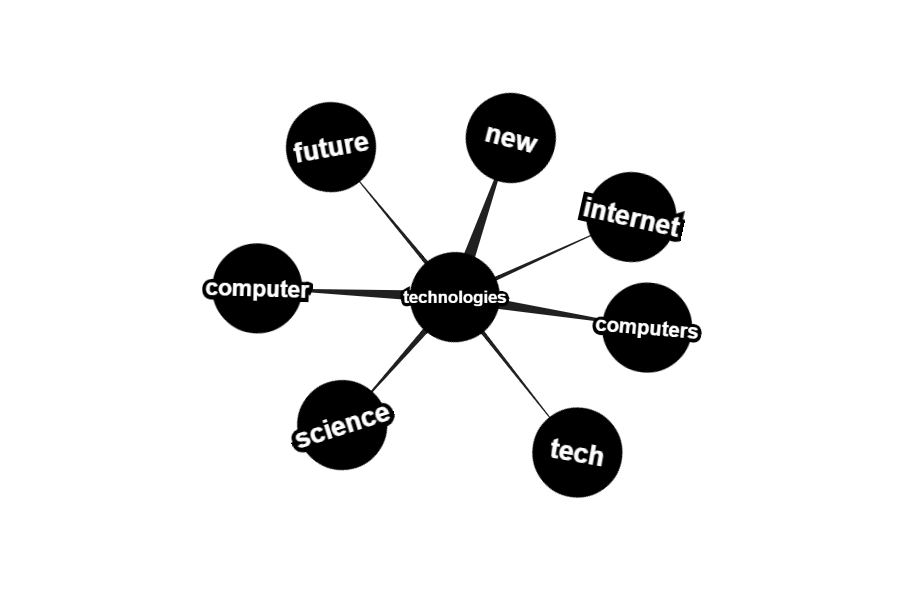 new
future
internet
computer
technologies
computers
science
tech